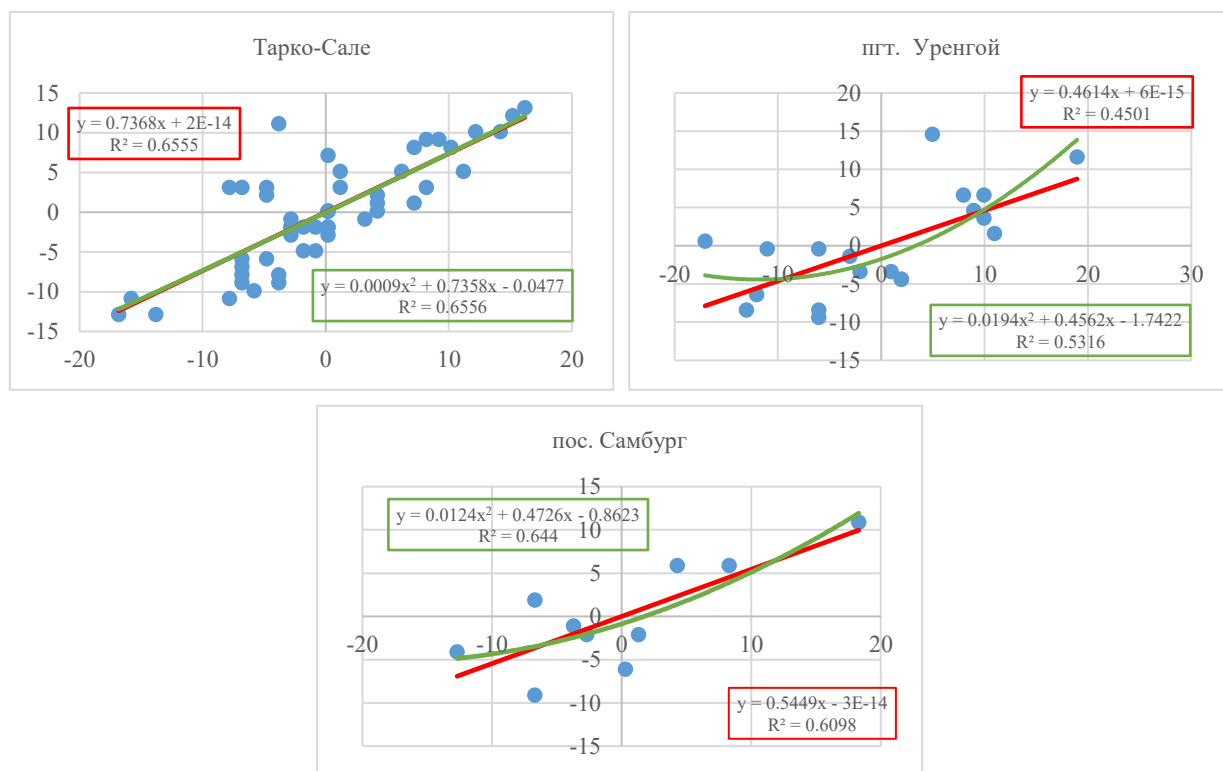 Тарко-Сале
15
10
5
0
-5
-10
-15
-20
-10
0
10
20
y = 0.7368x + 2E-14
R² = 0.6555
y = 0.0009x² + 0.7358x - 0.0477
R² = 0.6556
пгт. Уренгой
20
15
10
5
0
-5
-10
-15
-20
-10
0
10
20
30
y = 0.4614x + 6E-15
R² = 0.4501
y = 0.0194x² + 0.4562x - 1.7422
R² = 0.5316
пос. Самбург
15
10
5
0
-5
-10
-15
-20
-10
0
10
20
y = 0.0124x² + 0.4726x - 0.8623
R² = 0.644
y = 0.5449x - 3E-14
R² = 0.6098